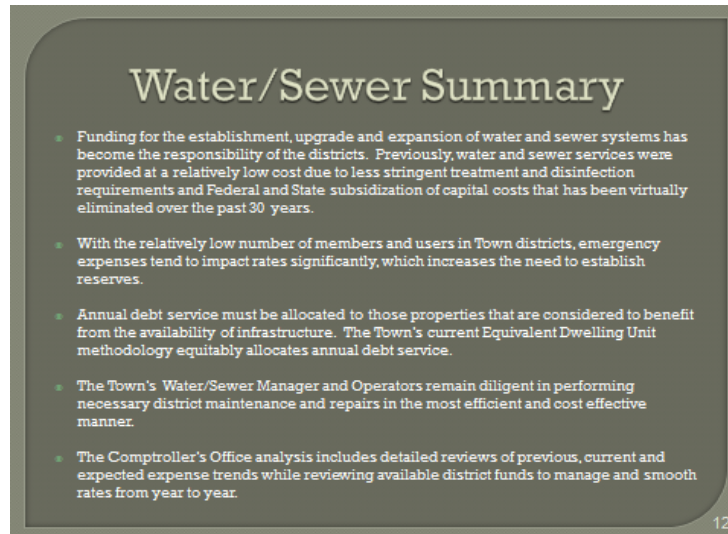 Water/Sewer Summary
Funding for the establishment, upgrade and expansion of water and sewer systems has
become the responsibility of the districts. Previously, water and sewer services were
provided at a relatively low cost due to less stringent treatment and disinfection
requirements and Federal and State subsidization of capital costs that has been virtually
eliminated over the past 30 years.
With the relatively low number of members and users in Town districts, emergency
expenses tend to impact rates significantly, which increases the need to establish
reserves.
Annual debt service must be allocated to those properties that are considered to benefit
from the availability of infrastructure. The Town's current Equivalent Dwelling Unit
methodology equitably allocates annual debt service.
The Town's Water/Sewer Manager and Operators remain diligent in performing
necessary district maintenance and repairs in the most efficient and cost effective
manner.
The Comptroller's Office analysis includes detailed reviews of previous, current and
expected expense trends while reviewing available district funds to manage and smooth
rates from year to year.
12